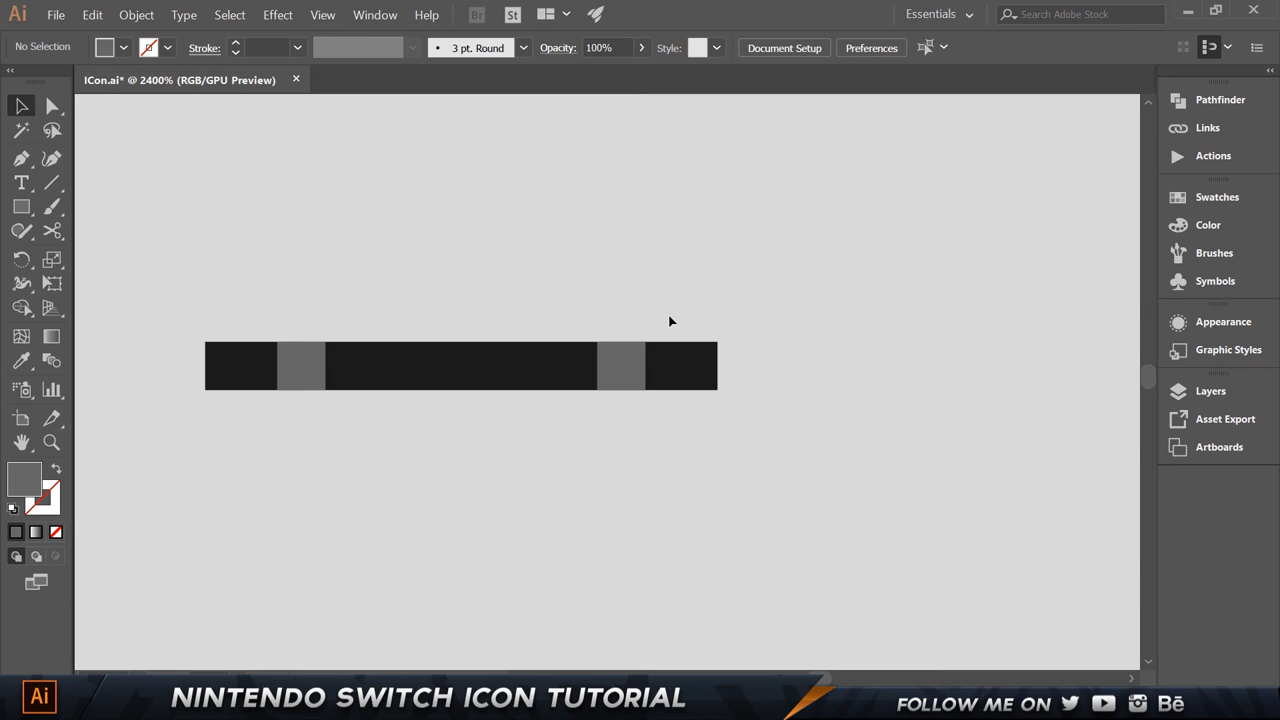 Ai File Edit Object Type Select Effect View Window Help Br St Essentials Search Adobe Stock
No Selection Stroke: 3 pt. Round Opacity: 100% Style: Document Setup Preferences
ICon.ai* @ 2400% (RGB/GPU Preview)
Pathfinder
Links
Actions
Swatches
Color
Brushes
Symbols
Appearance
Graphic Styles
Layers
Asset Export
Artboards
Ai NINTENDO SWITCH ICON TUTORIAL FOLLOW ME ON Bē